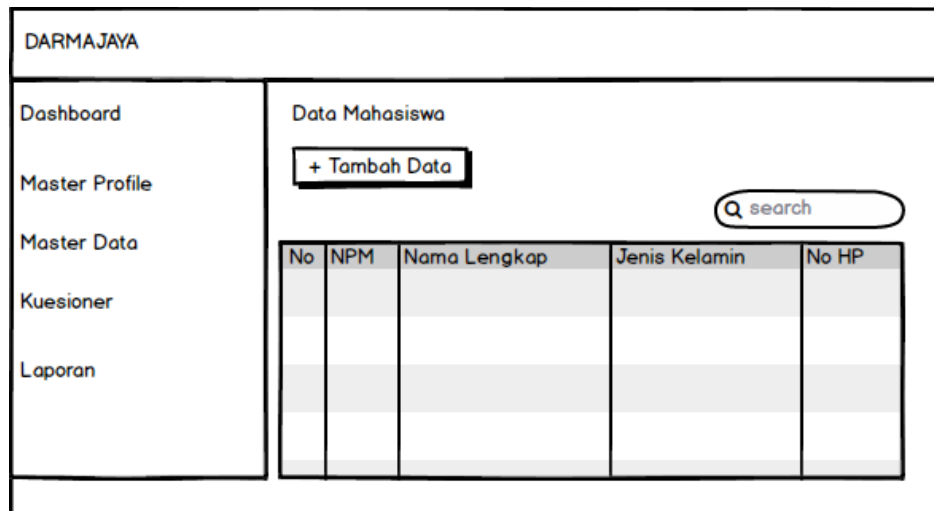 DARMAJAYA
Dashboard
Master Profile
Master Data
Kuesioner
Laporan
Data Mahasiswa
+ Tambah Data
search
No NPM Nama Lengkap Jenis Kelamin No HP